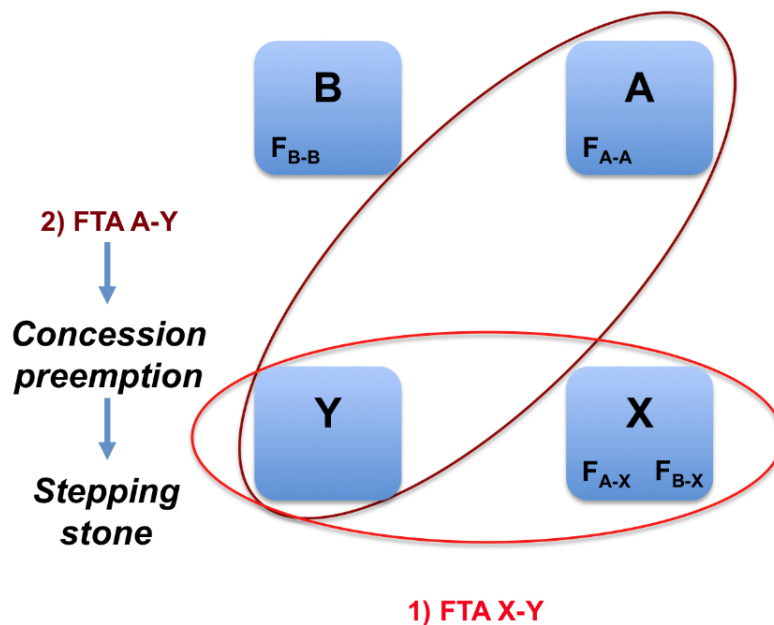 B
A
F_B-B
F_A-A
2) FTA A-Y
Concession
preemption
Y
X
F_A-X F_B-X
Stepping
stone
1) FTA X-Y